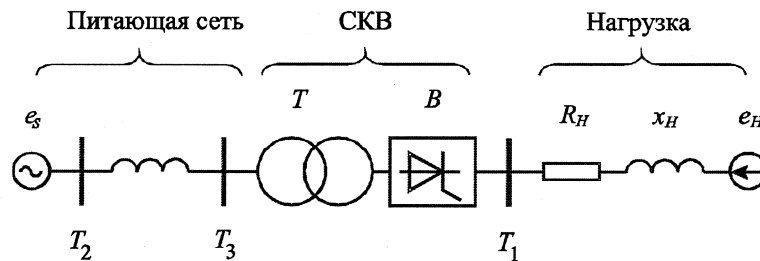 Питающая сеть СКВ Нагрузка
T B
e_s R_H x_H e_H
T_2 T_3 T_1